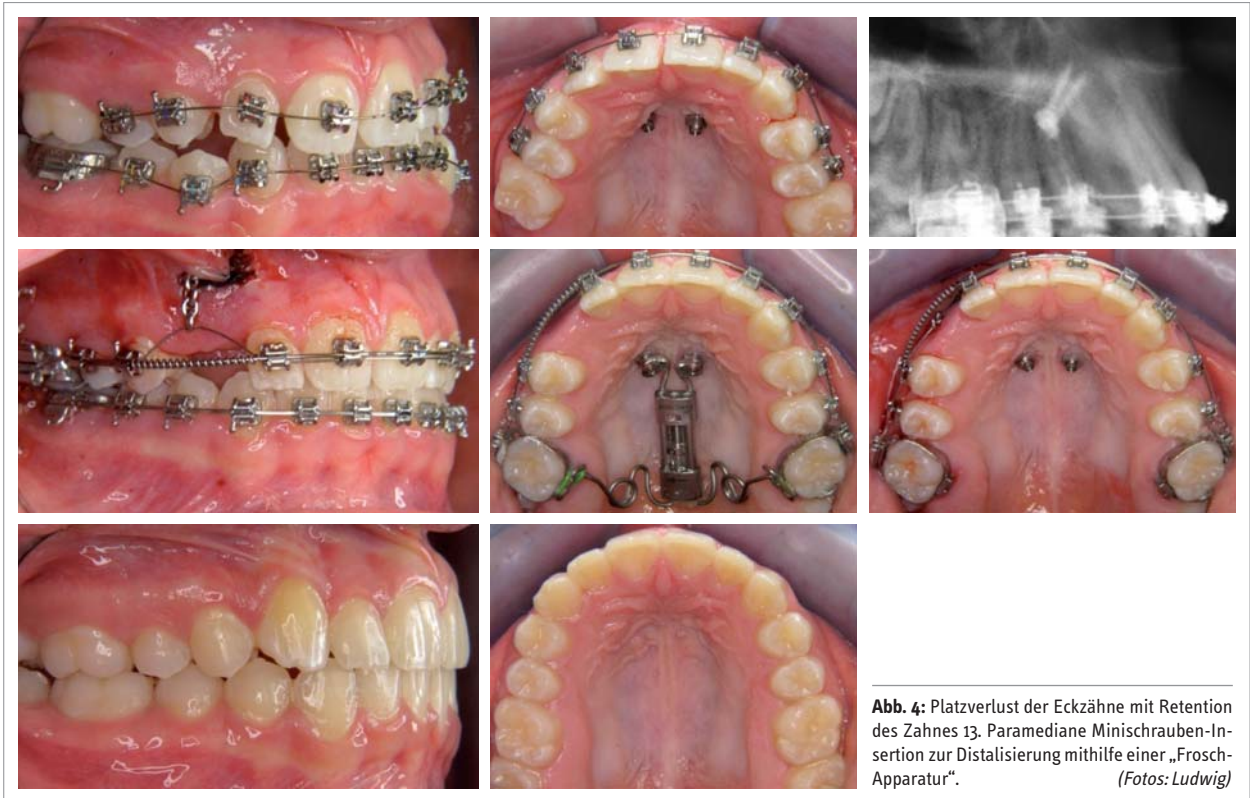 Abb. 4: Platzverlust der Eckzähne mit Retention
des Zahnes 13. Paramediane Minischrauben-In-
sertion zur Distalisierung mithilfe einer „Frosch-
Apparatur“. (Fotos: Ludwig)